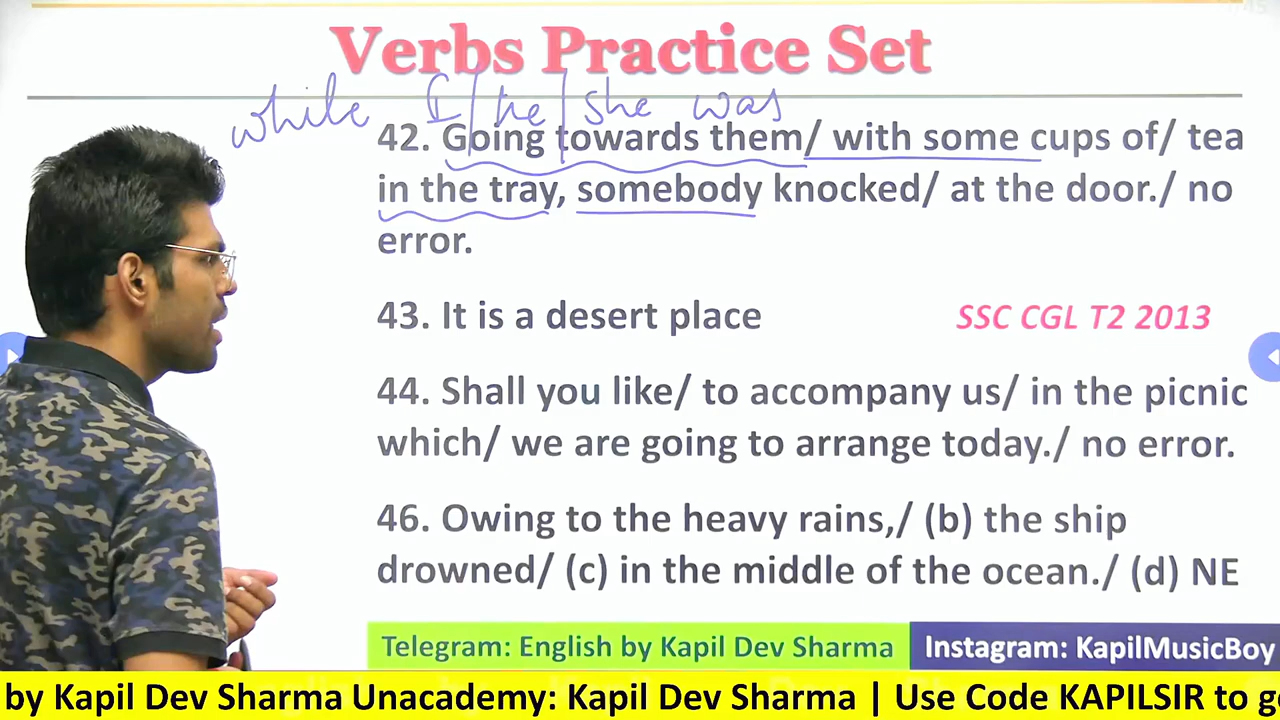 Verbs Practice Set
while I/he/she was
42. Going towards them/ with some cups of/ tea
in the tray, somebody knocked/ at the door./ no
error.
43. It is a desert place SSC CGL T2 2013
44. Shall you like/ to accompany us/ in the picnic
which/ we are going to arrange today./ no error.
46. Owing to the heavy rains,/ (b) the ship
drowned/ (c) in the middle of the ocean./ (d) NE
Telegram: English by Kapil Dev Sharma Instagram: KapilMusicBoy
by Kapil Dev Sharma Unacademy: Kapil Dev Sharma | Use Code KAPILSIR to g